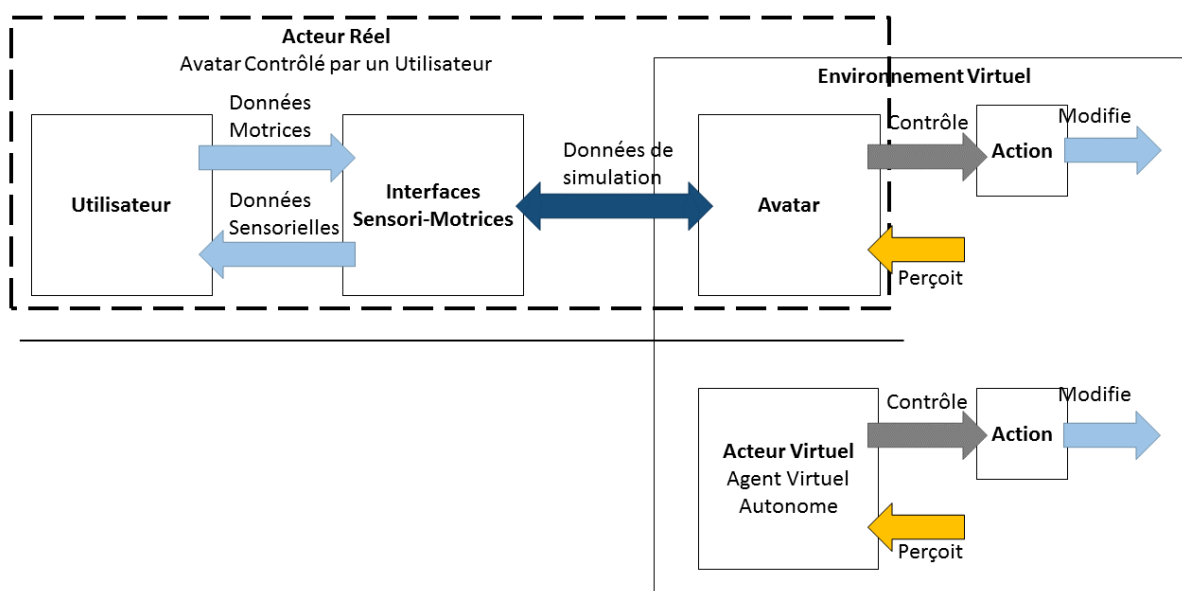 Acteur Réel
Avatar Contrôlé par un Utilisateur
Environnement Virtuel
Données
Motrices
Données
Sensorielles
Utilisateur
Interfaces
Sensori-Motrices
Données de
simulation
Avatar
Contrôle
Action
Modifie
Perçoit
Acteur Virtuel
Agent Virtuel
Autonome
Contrôle
Action
Modifie
Perçoit